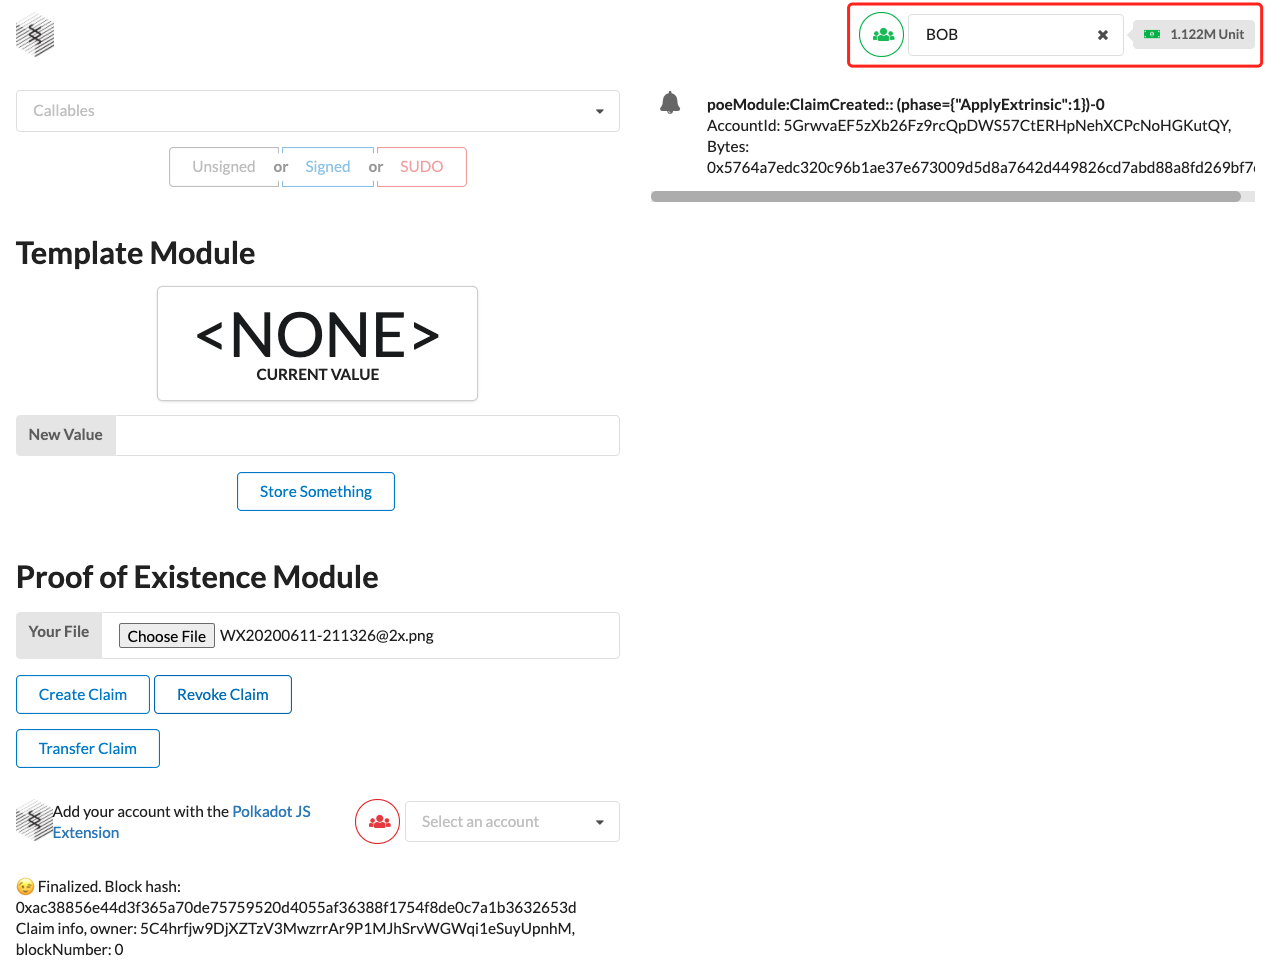 BOB
1.122M Unit
Callables
Unsigned or Signed or SUDO
poeModule:ClaimCreated:: (phase={"ApplyExtrinsic":1})-0
AccountId: 5GrwvaEF5zXb26Fz9rcQpDWS57CtERHpNehXCPcNoHGKutQY,
Bytes:
0x5764a7edc320c96b1ae37e673009d5d8a7642d449826cd7abd88a8fd269bf7
Template Module
<NONE>
CURRENT VALUE
New Value
Store Something
Proof of Existence Module
Your File
Choose File WX20200611-211326@2x.png
Create Claim
Revoke Claim
Transfer Claim
Add your account with the Polkadot JS
Extension
Select an account
😉 Finalized. Block hash:
0xac38856e44d3f365a70de75759520d4055af36388f1754f8de0c7a1b3632653d
Claim info, owner: 5C4hrfjw9DjXZTzV3MwzrrAr9P1MJhSrvWGWqi1eSuyUpnhM,
blockNumber: 0